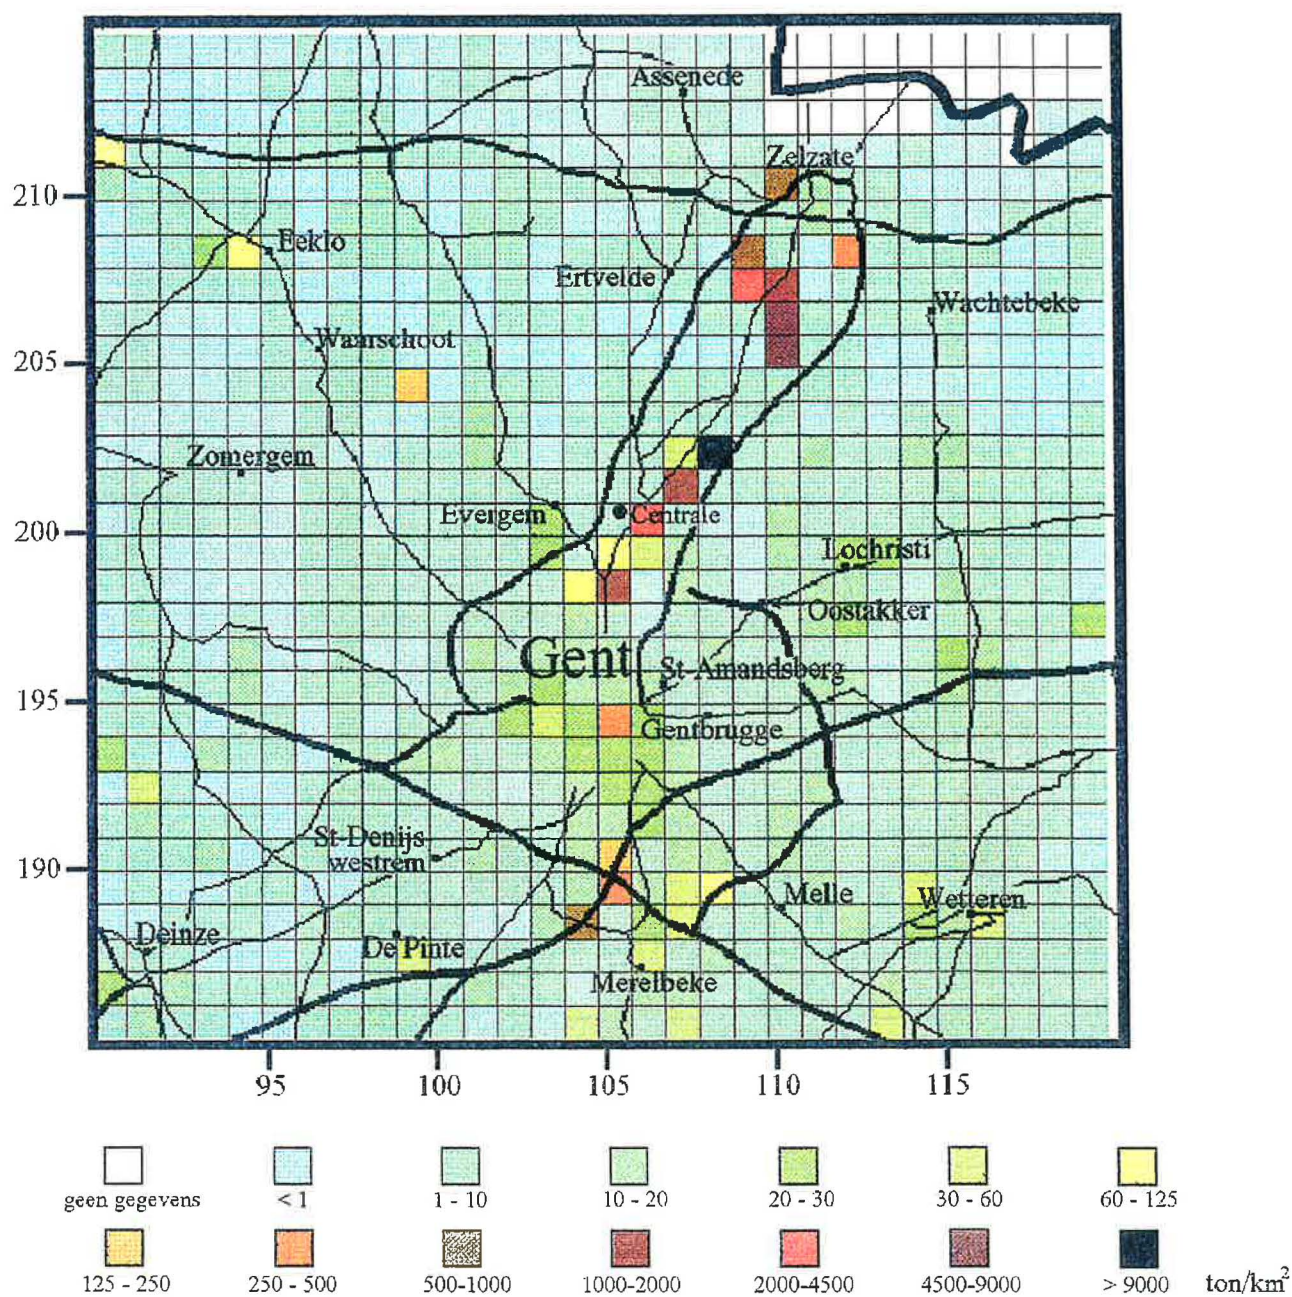 Assenede
Zelzate
210
Eeklo
Ertvelde
Wachtebeke
Waarschoot
205
Zomergem
Evergem
Centrale
200
Lochristi
Oostakker
Gent
St-Amandsberg
195
Gentbrugge
St-Denijs
westrem
190
Melle
Wetteren
Deinze
De Pinte
Merelbeke
95 100 105 110 115
geen gegevens < 1 1 - 10 10 - 20 20 - 30 30 - 60 60 - 125
125 - 250 250 - 500 500-1000 1000-2000 2000-4500 4500-9000 > 9000 ton/km²